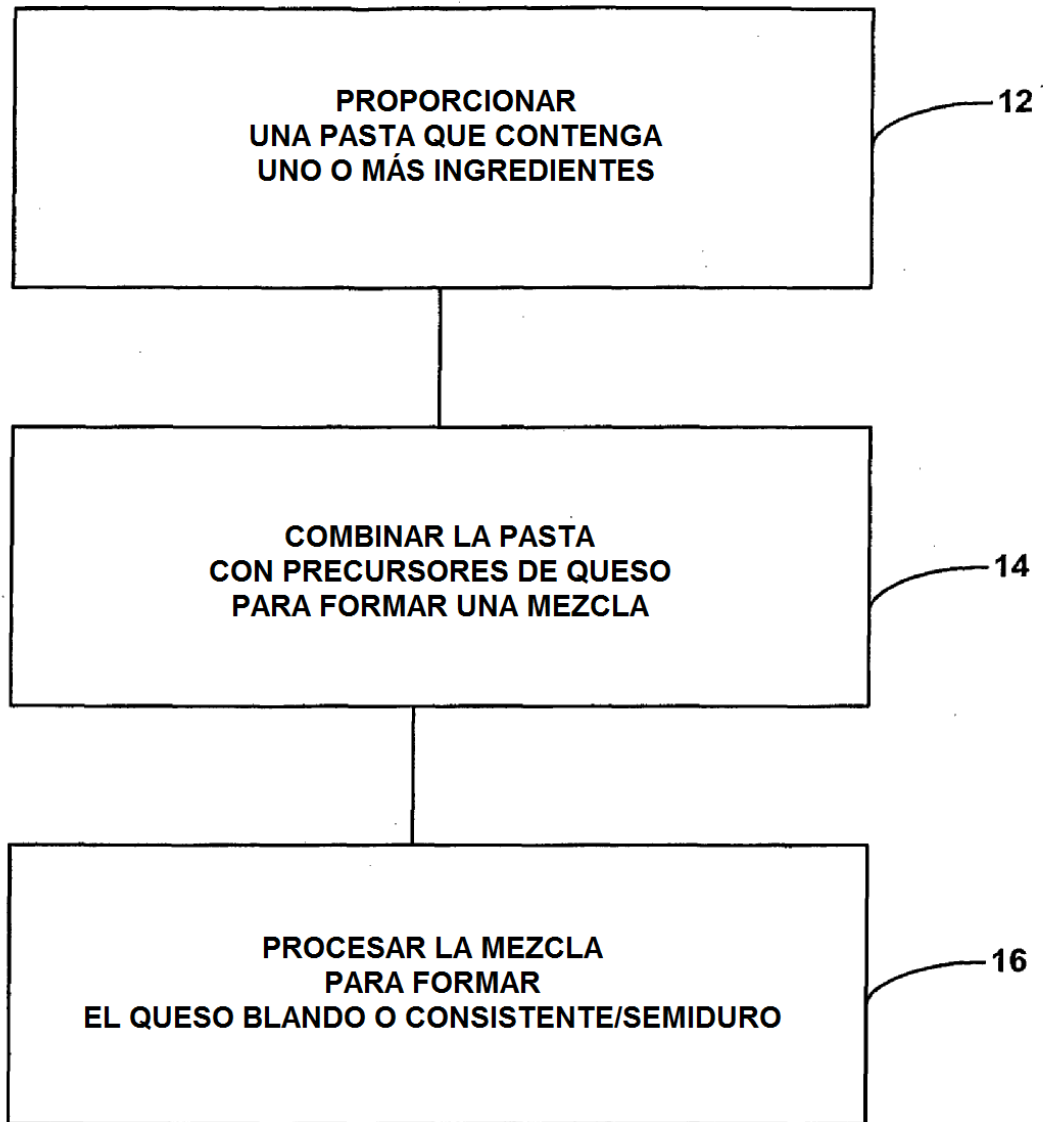 PROPORCIONAR
UNA PASTA QUE CONTENGA
UNO O MÁS INGREDIENTES
12
COMBINAR LA PASTA
CON PRECURSORES DE QUESO
PARA FORMAR UNA MEZCLA
14
PROCESAR LA MEZCLA
PARA FORMAR
EL QUESO BLANDO O CONSISTENTE/SEMIDURO
16